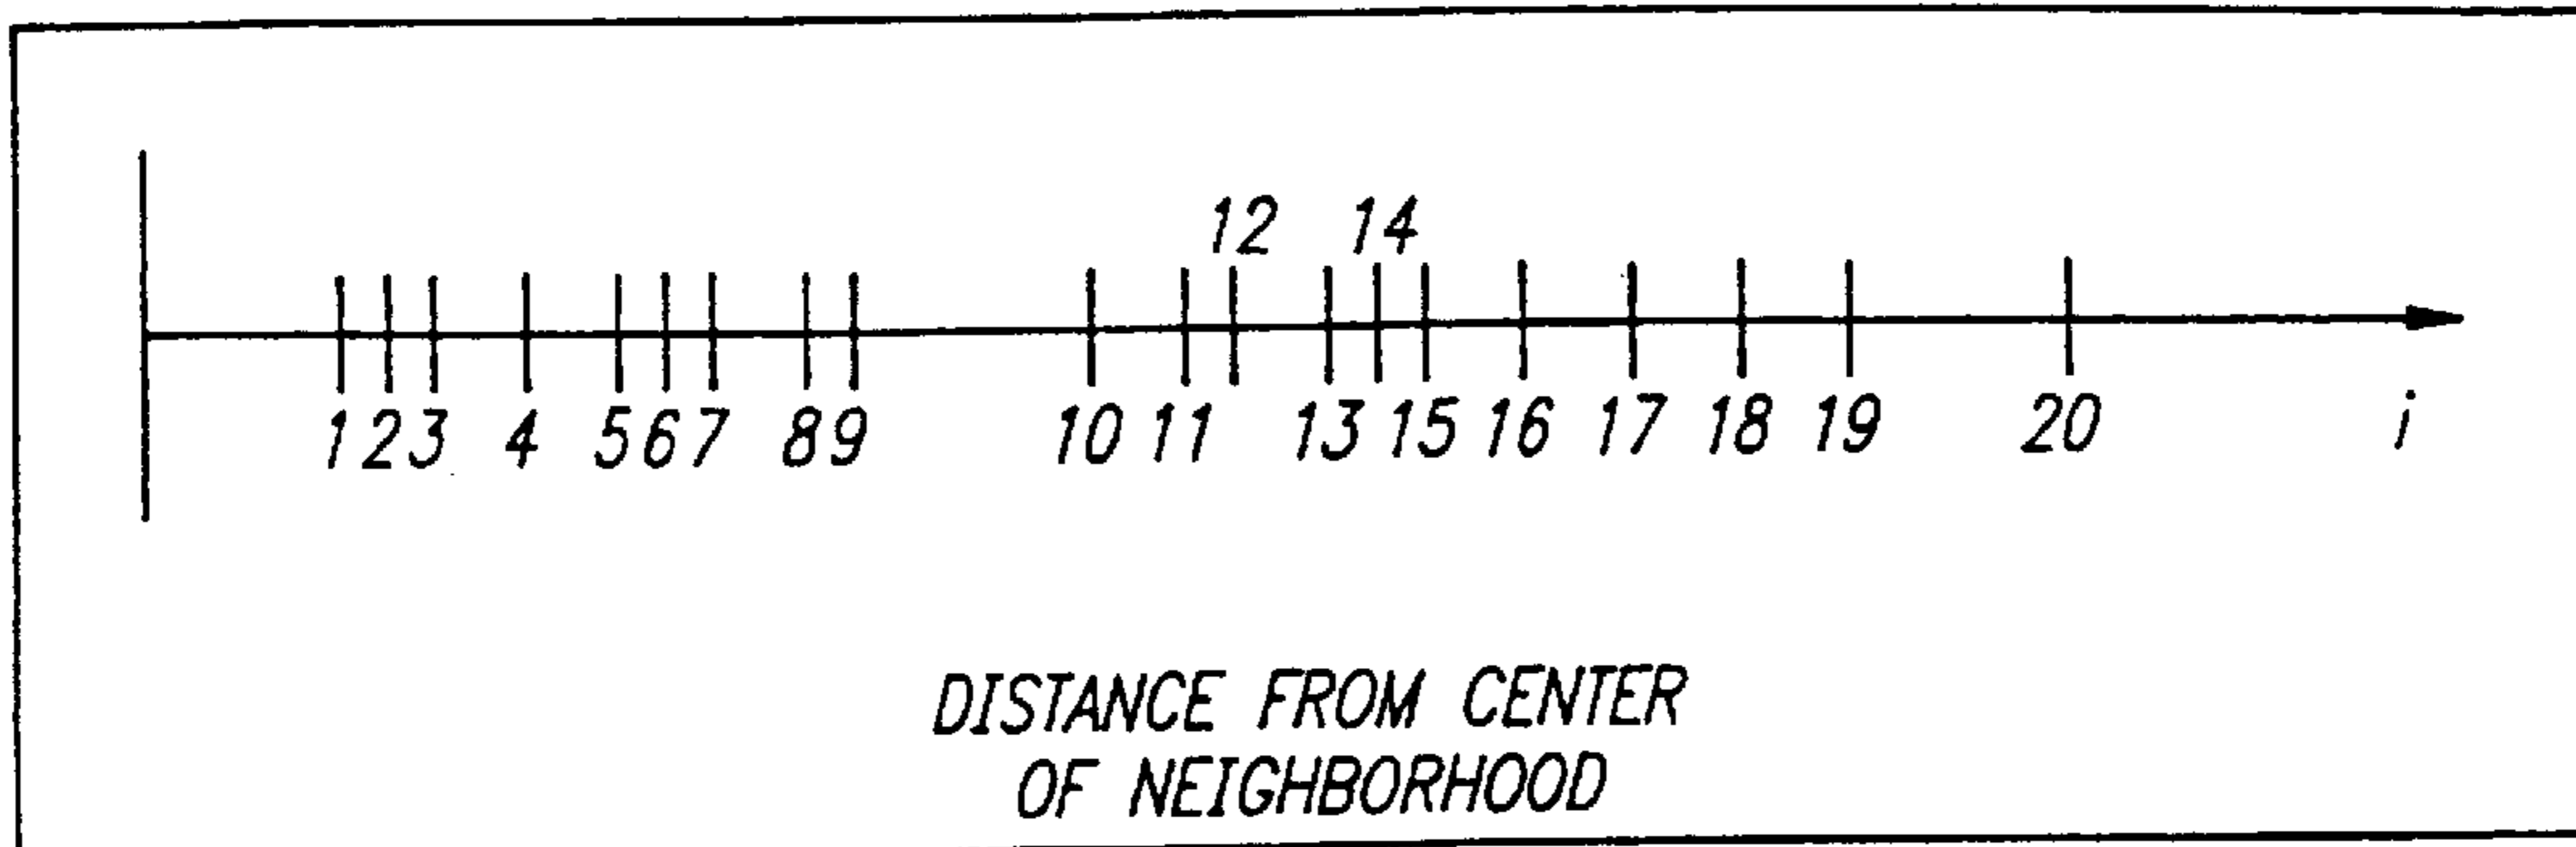 12 14
1 2 3 4 5 6 7 8 9 10 11 13 15 16 17 18 19 20 i
DISTANCE FROM CENTER
OF NEIGHBORHOOD